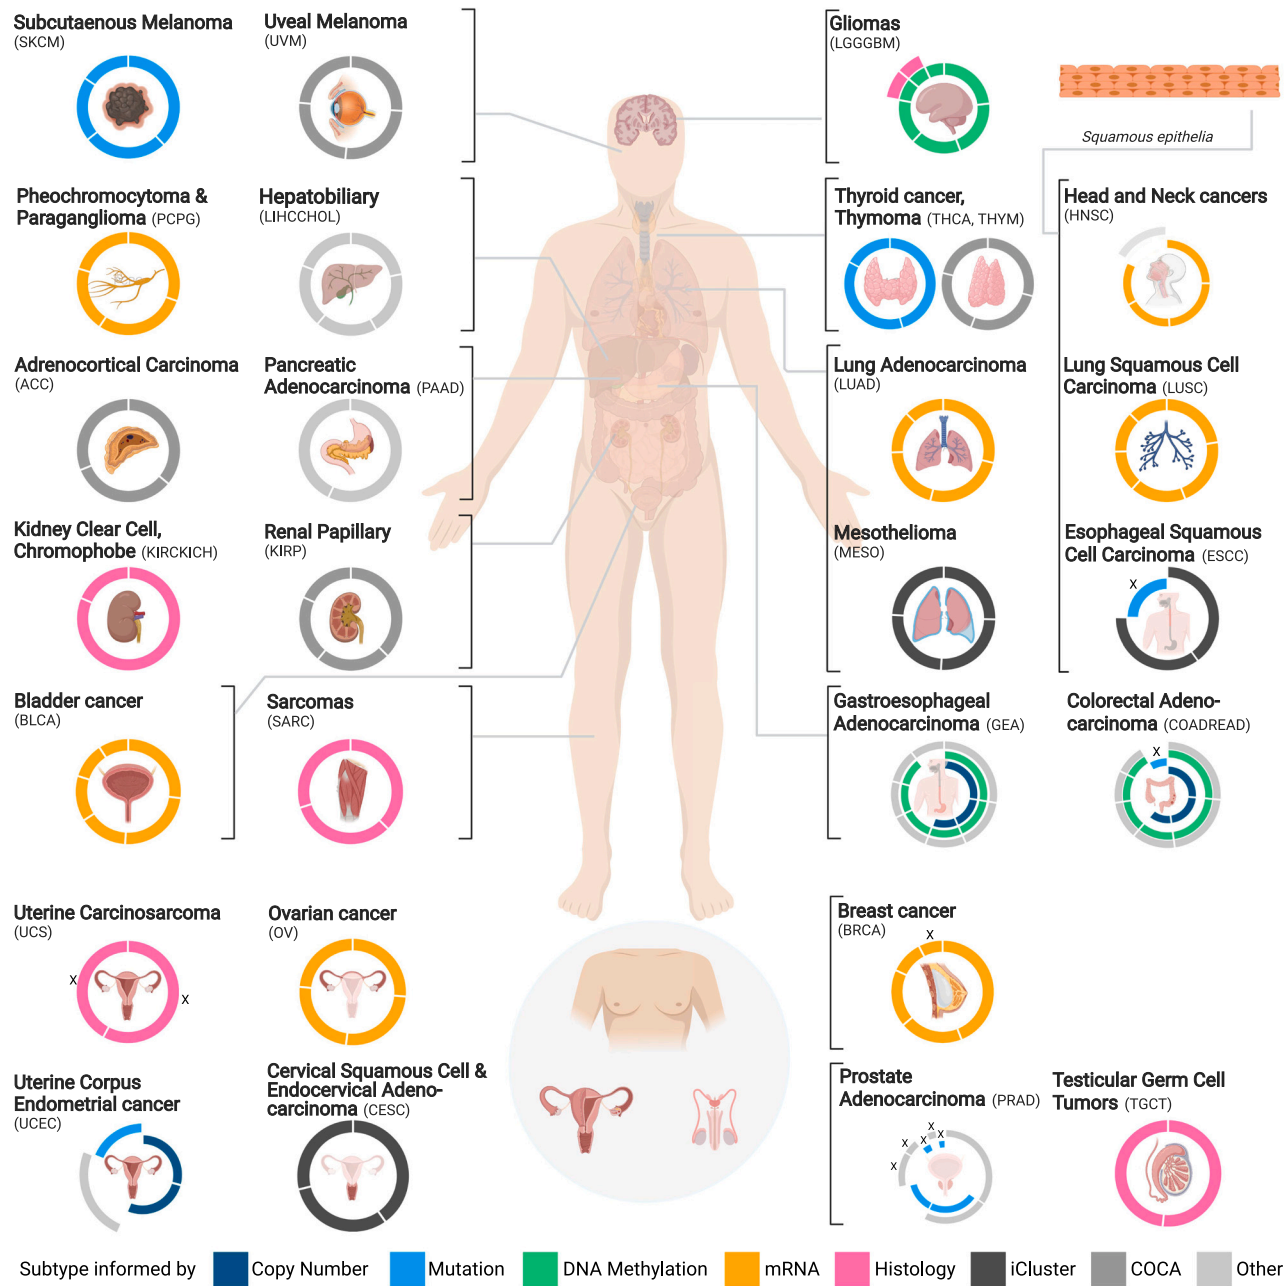 Subcutaenous Melanoma
(SKCM)
Uveal Melanoma
(UVM)
Gliomas
(LGGGBM)
Squamous epithelia
Pheochromocytoma &
Paraganglioma (PCPG)
Hepatobiliary
(LIHCCHOL)
Thyroid cancer,
Thymoma (THCA, THYM)
Head and Neck cancers
(HNSC)
Adrenocortical Carcinoma
(ACC)
Pancreatic
Adenocarcinoma (PAAD)
Lung Adenocarcinoma
(LUAD)
Lung Squamous Cell
Carcinoma (LUSC)
Kidney Clear Cell,
Chromophobe (KIRCKICH)
Renal Papillary
(KIRP)
Mesothelioma
(MESO)
Esophageal Squamous
Cell Carcinoma (ESCC)
X
Bladder cancer
(BLCA)
Sarcomas
(SARC)
Gastroesophageal
Adenocarcinoma (GEA)
Colorectal Adeno-
carcinoma (COADREAD)
X
Uterine Carcinosarcoma
(UCS)
X
X
Ovarian cancer
(OV)
Breast cancer
(BRCA)
X
Uterine Corpus
Endometrial cancer
(UCEC)
Cervical Squamous Cell &
Endocervical Adeno-
carcinoma (CESC)
Prostate
Adenocarcinoma (PRAD)
X
X
X
X
X
Testicular Germ Cell
Tumors (TGCT)
Subtype informed by Copy Number Mutation DNA Methylation mRNA Histology iCluster COCA Other